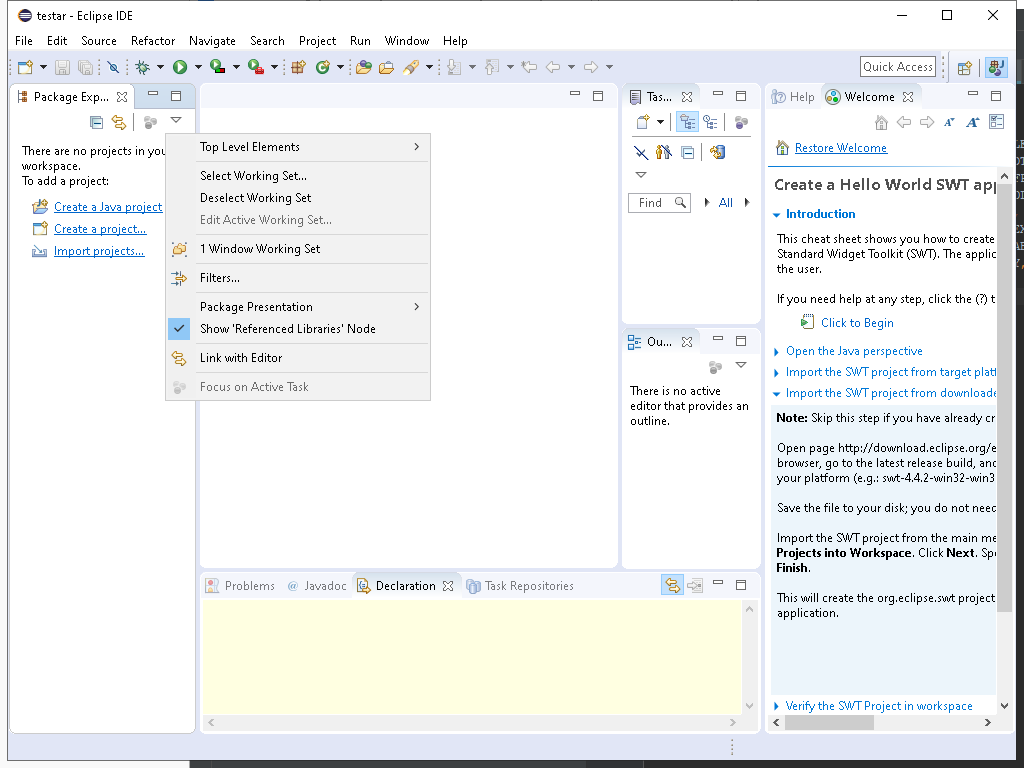 testar - Eclipse IDE
File Edit Source Refactor Navigate Search Project Run Window Help
Quick Access
Package Exp...
There are no projects in you
workspace.
To add a project:
Create a Java project
Create a project...
Import projects...
Top Level Elements
Select Working Set...
Deselect Working Set
Edit Active Working Set...
1 Window Working Set
Filters...
Package Presentation
Show 'Referenced Libraries' Node
Link with Editor
Focus on Active Task
Tas...
Find
All
Ou...
There is no active
editor that provides an
outline.
Problems
@ Javadoc
Declaration
Task Repositories
Help
Welcome
Restore Welcome
Create a Hello World SWT app
Introduction
This cheat sheet shows you how to create
Standard Widget Toolkit (SWT). The applic
the user.
If you need help at any step, click the (?) t
Click to Begin
Open the Java perspective
Import the SWT project from target platf
Import the SWT project from downloade
Note: Skip this step if you have already cr
Open page http://download.eclipse.org/e
browser, go to the latest release build, and
your platform (e.g.: swt-4.4.2-win32-win3
Save the file to your disk; you do not need
Import the SWT project from the main me
Projects into Workspace. Click Next. Spe
Finish.
This will create the org.eclipse.swt project
application.
Verify the SWT Project in workspace